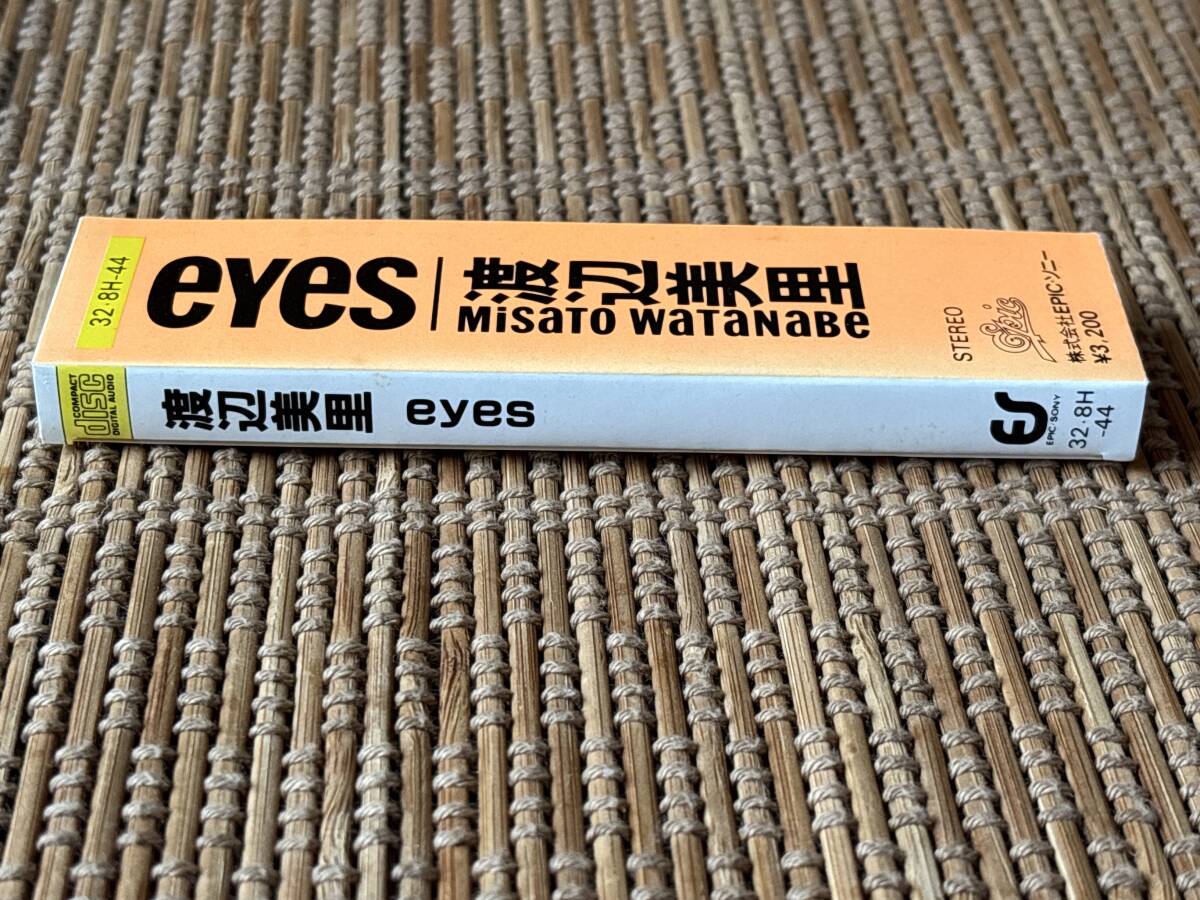 32・8H-44
eyes
渡辺美里
MiSaTO WaTaNaBe
STEREO
Epic
株式会社EPIC・ソニー
¥3,200
COMPACT
disc
DIGITAL AUDIO
渡辺美里 eyes
ES
EPIC・SONY
32・8H
-44